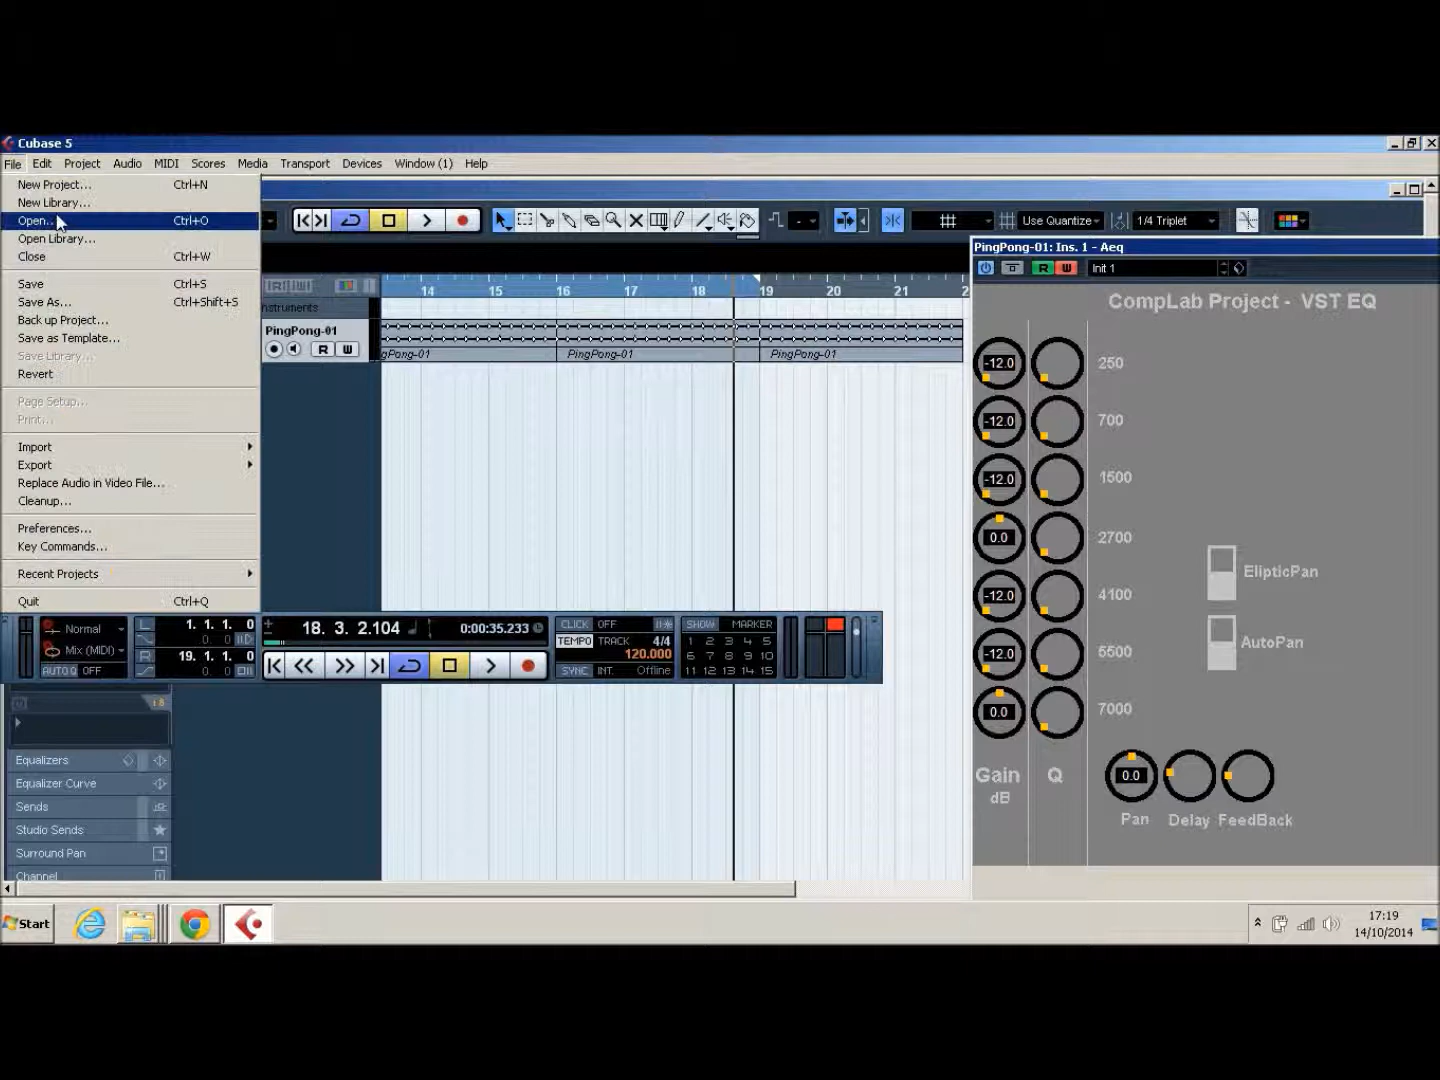 Cubase 5
File Edit Project Audio MIDI Scores Media Transport Devices Window (1) Help
New Project... Ctrl+N
New Library...
Open... Ctrl+O
Open Library...
Close Ctrl+W
Save Ctrl+S
Save As... Ctrl+Shift+S
Back up Project...
Save as Template...
Save Library...
Revert
Page Setup...
Print...
Import
Export
Replace Audio in Video File...
Cleanup...
Preferences...
Key Commands...
Recent Projects
Quit Ctrl+Q
Use Quantize 1/4 Triplet
14 15 16 17 18 19 20 21 2
nstruments
PingPong-01
R W
gPong-01 PingPong-01 PingPong-01
PingPong-01: Ins. 1 - Aeq
R W Init 1
CompLab Project - VST EQ
-12.0 250
-12.0 700
-12.0 1500
0.0 2700
-12.0 4100
-12.0 5500
0.0 7000
ElipticPan
AutoPan
Gain Q
dB
0.0
Pan Delay FeedBack
Normal
Mix (MIDI)
AUTO Q OFF
L 1. 1. 1. 0
0. 0
R 19. 1. 1. 0
0. 0
18. 3. 2.104 0:00:35.233
CLICK OFF
TEMPO TRACK 4/4
120.000
SYNC INT. Offline
SHOW MARKER
1 2 3 4 5
6 7 8 9 10
11 12 13 14 15
Equalizers
Equalizer Curve
Sends
Studio Sends
Surround Pan
Channel
Start
17:19
14/10/2014